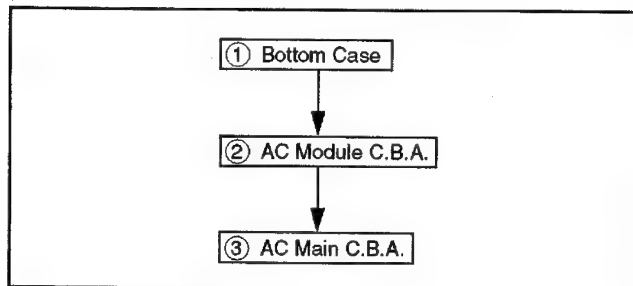 ① Bottom Case
② AC Module C.B.A.
③ AC Main C.B.A.